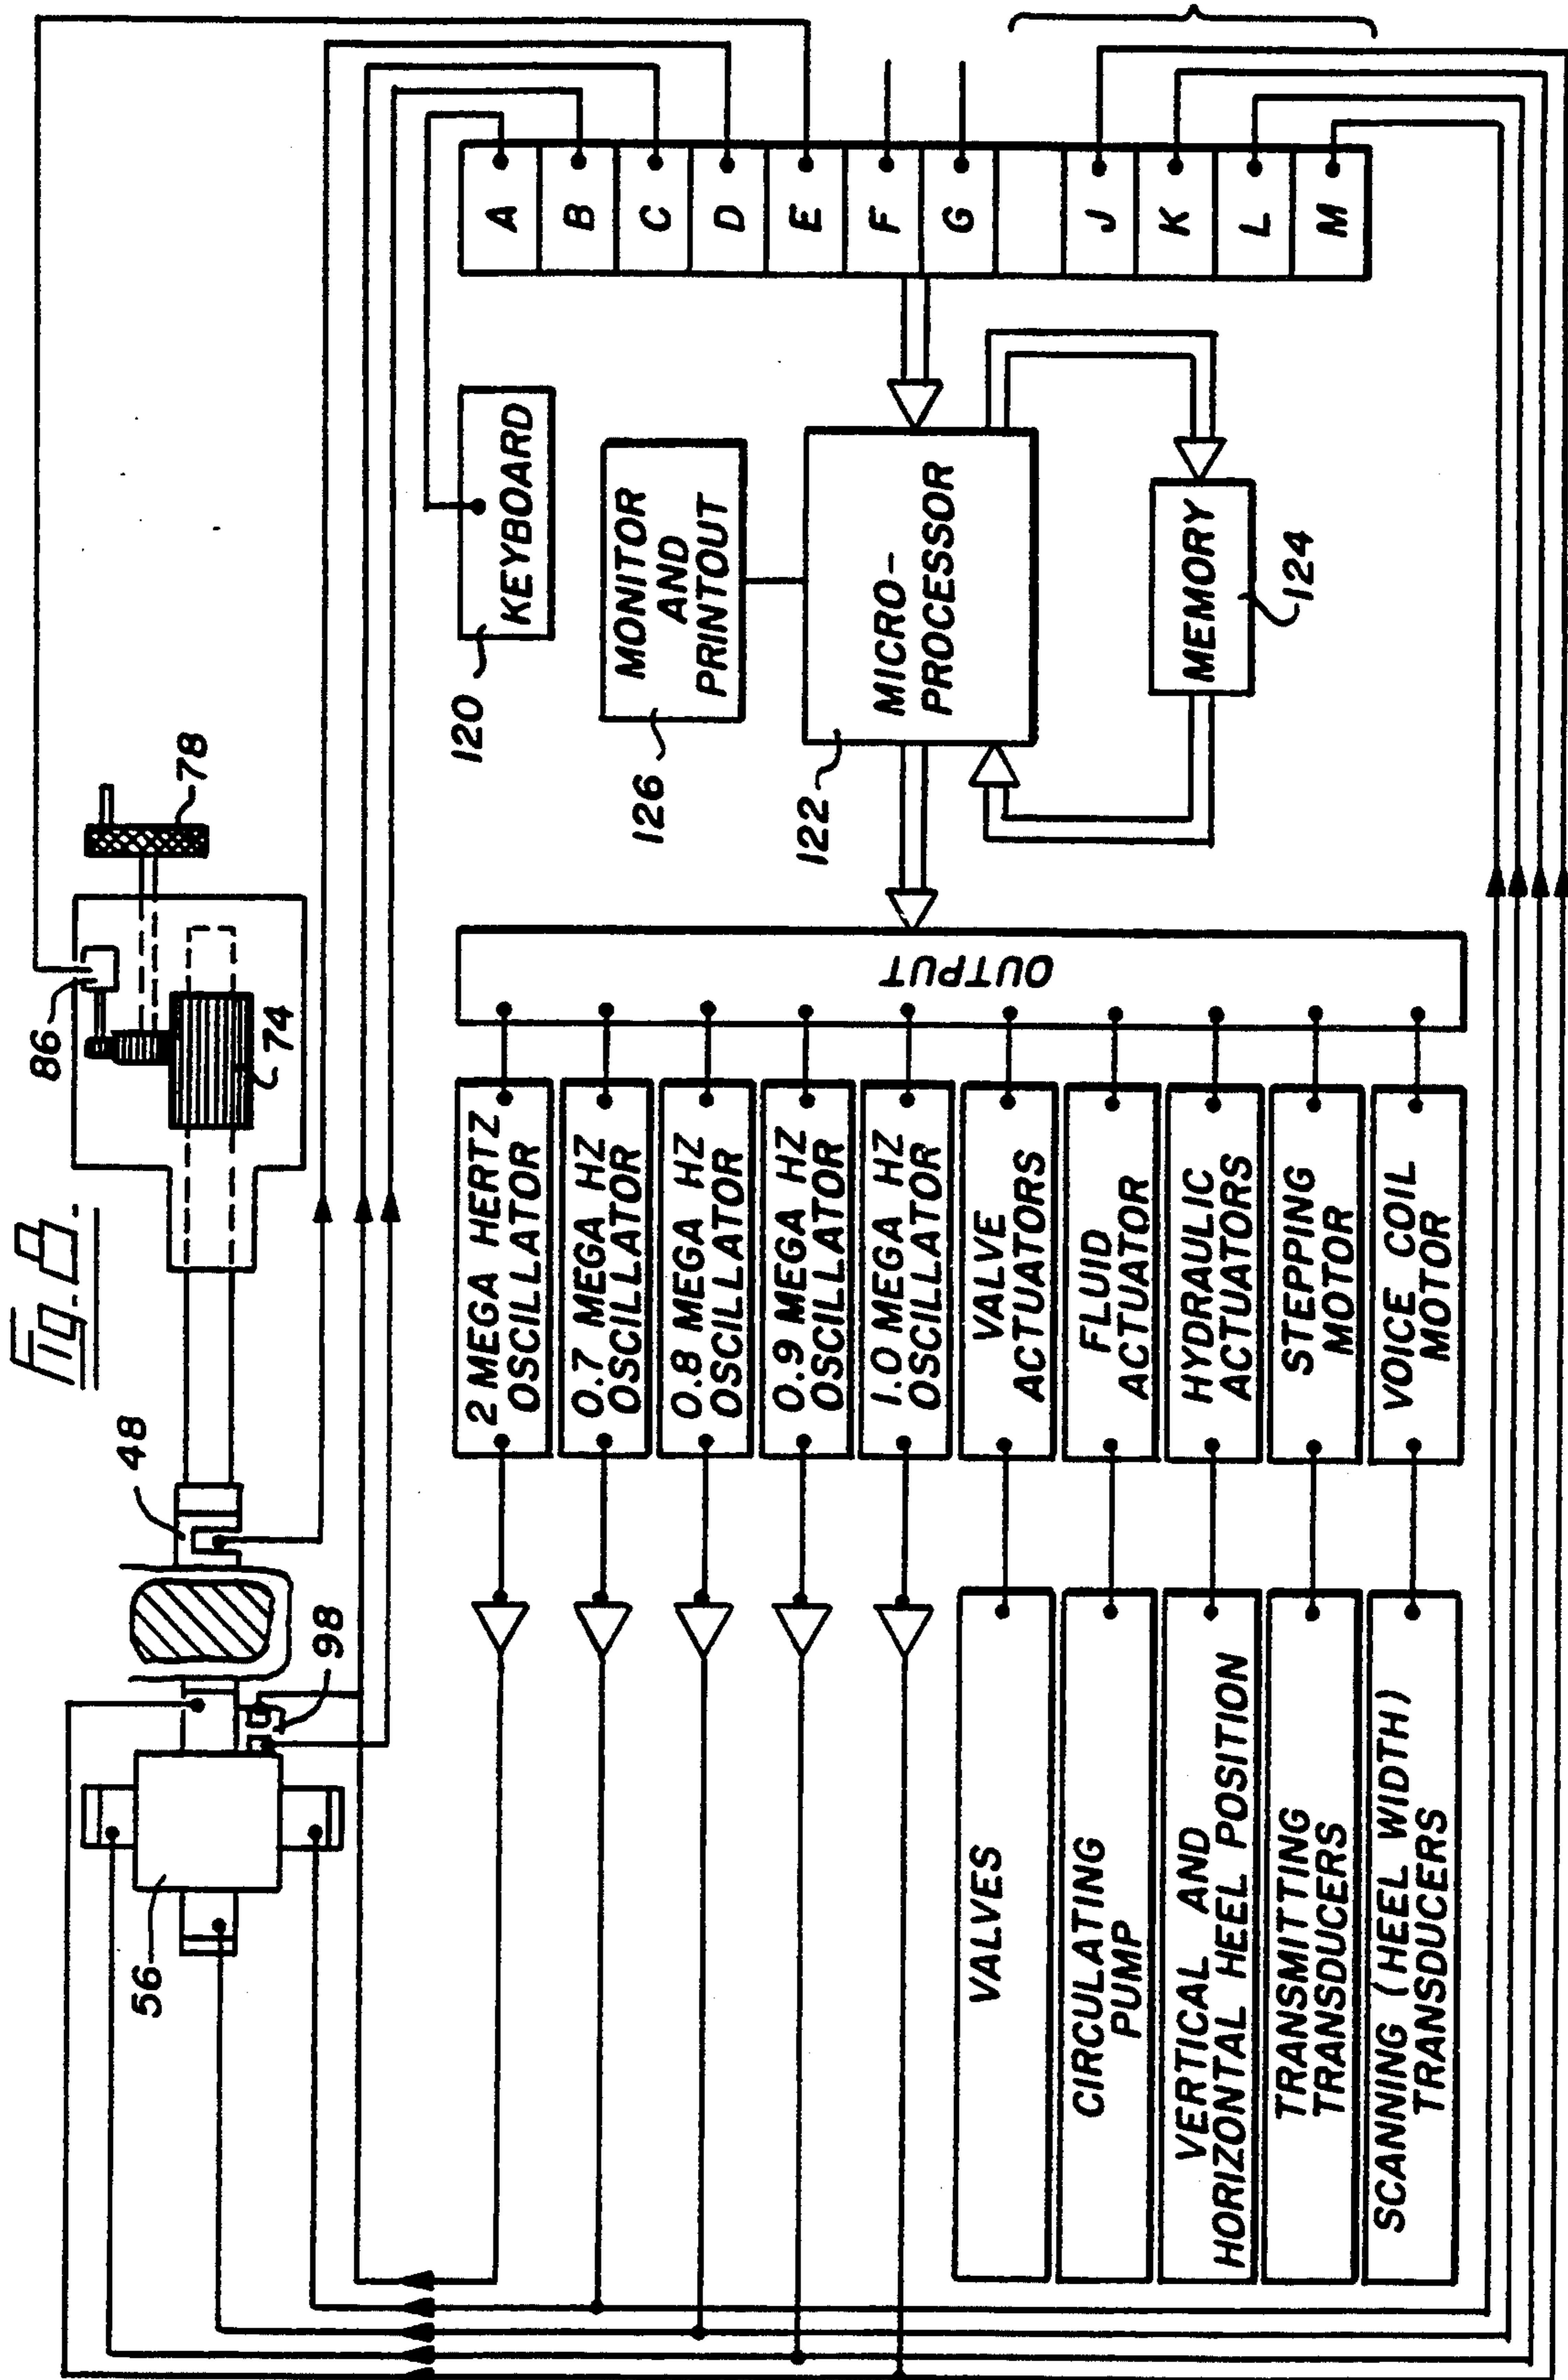 Fig. 8.
56
98
48
74
86
78
2 MEGA HERTZ
OSCILLATOR
0.7 MEGA HZ
OSCILLATOR
0.8 MEGA HZ
OSCILLATOR
0.9 MEGA HZ
OSCILLATOR
1.0 MEGA HZ
OSCILLATOR
VALVES
VALVE
ACTUATORS
CIRCULATING
PUMP
FLUID
ACTUATOR
VERTICAL AND
HORIZONTAL HEEL POSITION
HYDRAULIC
ACTUATORS
TRANSMITTING
TRANSDUCERS
STEPPING
MOTOR
SCANNING (HEEL WIDTH)
TRANSDUCERS
VOICE COIL
MOTOR
OUTPUT
120
KEYBOARD
126
MONITOR
AND
PRINTOUT
122
MICRO-
PROCESSOR
MEMORY
124
A
B
C
D
E
F
G
J
K
L
M